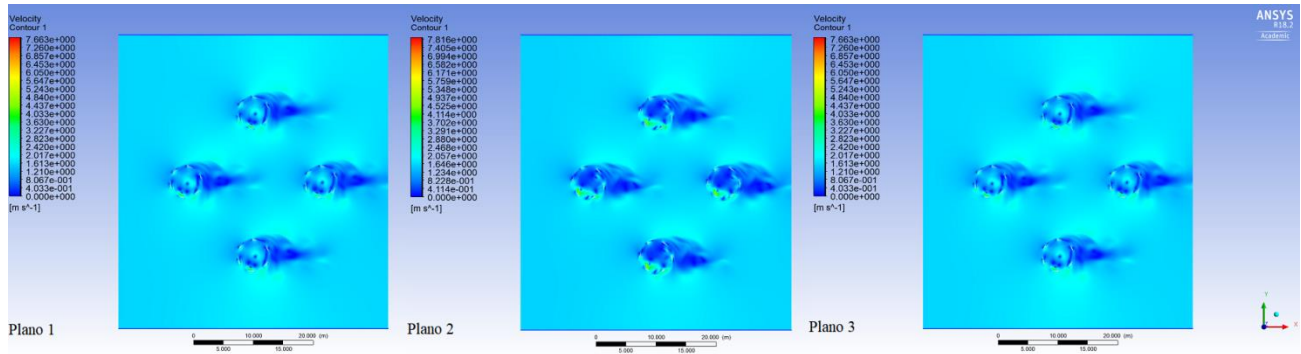 Velocity
Contour 1
7.663e+000
7.260e+000
6.857e+000
6.453e+000
6.050e+000
5.647e+000
5.243e+000
4.840e+000
4.437e+000
4.033e+000
3.630e+000
3.227e+000
2.823e+000
2.420e+000
2.017e+000
1.613e+000
1.210e+000
8.067e-001
4.033e-001
0.000e+000
[m s^-1]
Plano 1
0 10.000 20.000 (m)
5.000 15.000
Velocity
Contour 1
7.816e+000
7.405e+000
6.994e+000
6.582e+000
6.171e+000
5.759e+000
5.348e+000
4.937e+000
4.525e+000
4.114e+000
3.702e+000
3.291e+000
2.880e+000
2.468e+000
2.057e+000
1.646e+000
1.234e+000
8.228e-001
4.114e-001
0.000e+000
[m s^-1]
Plano 2
0 10.000 20.000 (m)
5.000 15.000
Velocity
Contour 1
7.663e+000
7.260e+000
6.857e+000
6.453e+000
6.050e+000
5.647e+000
5.243e+000
4.840e+000
4.437e+000
4.033e+000
3.630e+000
3.227e+000
2.823e+000
2.420e+000
2.017e+000
1.613e+000
1.210e+000
8.067e-001
4.033e-001
0.000e+000
[m s^-1]
Plano 3
0 10.000 20.000 (m)
5.000 15.000
ANSYS
R18.2
Academic
Y
X